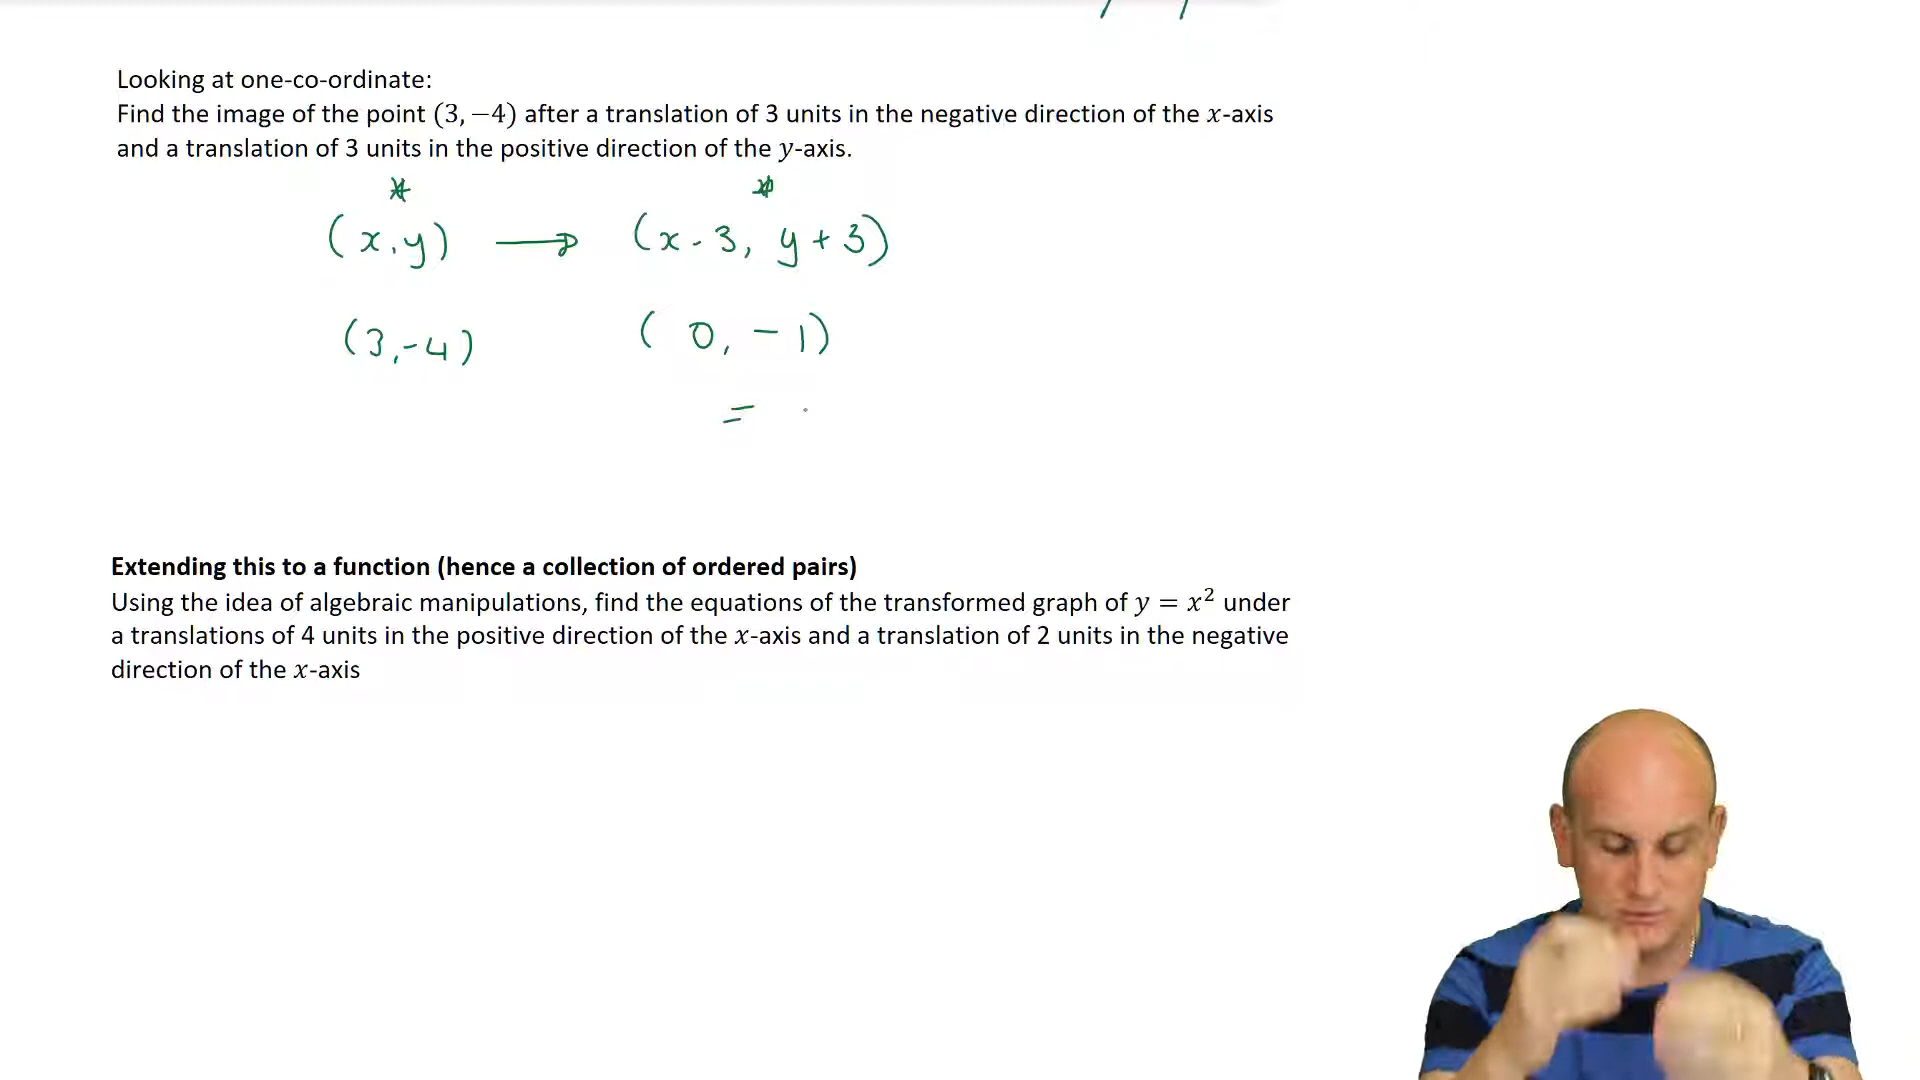 Looking at one-co-ordinate:
Find the image of the point (3, −4) after a translation of 3 units in the negative direction of the x-axis
and a translation of 3 units in the positive direction of the y-axis.
(x, y) → (x - 3, y + 3)
(3, -4) (0, -1)
=
Extending this to a function (hence a collection of ordered pairs)
Using the idea of algebraic manipulations, find the equations of the transformed graph of y = x² under
a translations of 4 units in the positive direction of the x-axis and a translation of 2 units in the negative
direction of the x-axis